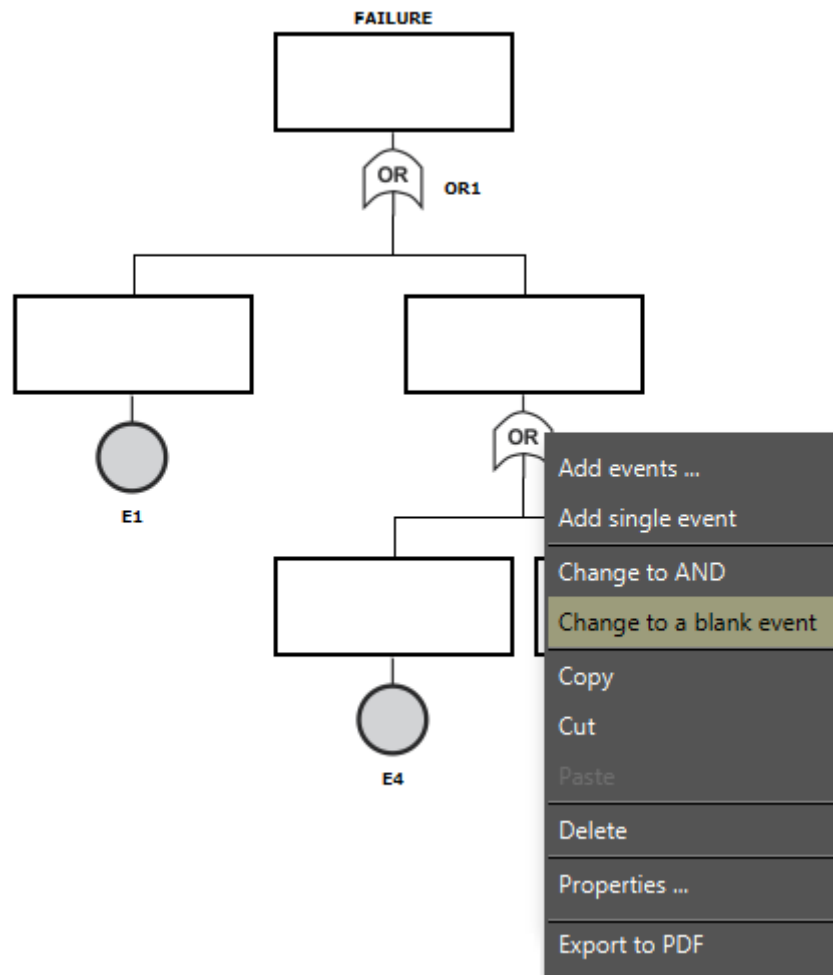 FAILURE
OR
OR1
E1
OR
E4
Add events ...
Add single event
Change to AND
Change to a blank event
Copy
Cut
Paste
Delete
Properties ...
Export to PDF